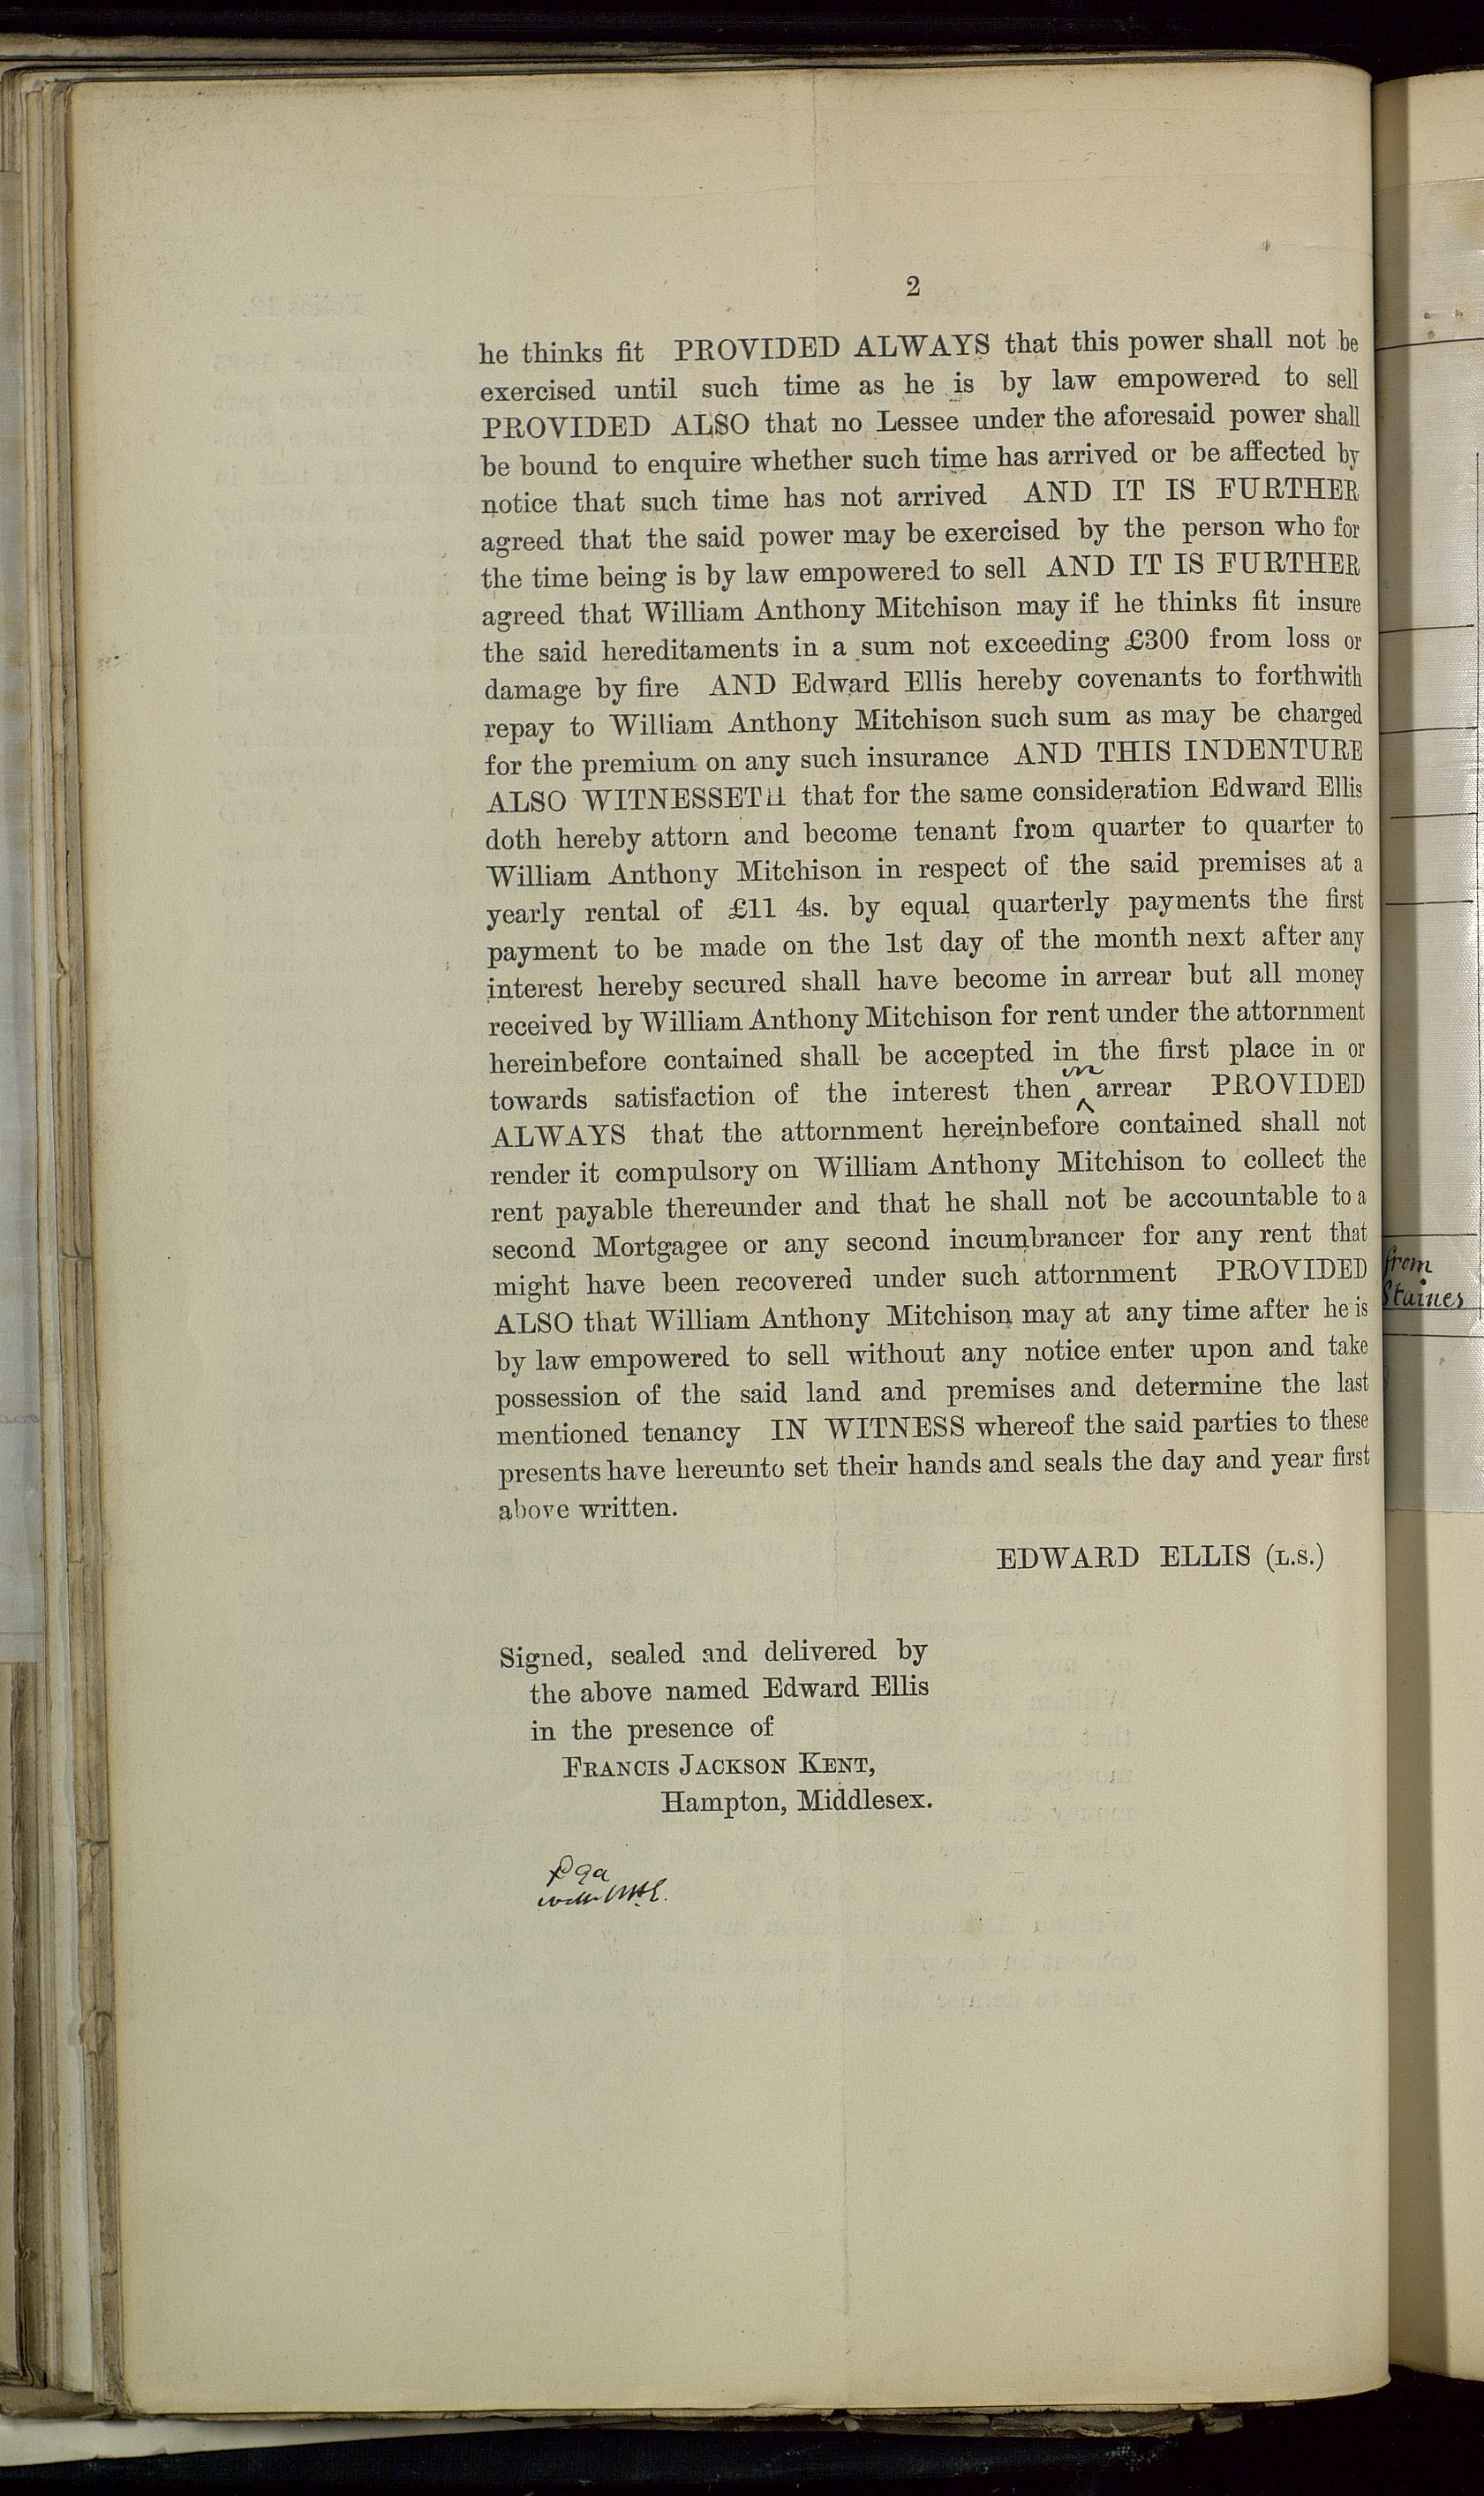 2
he thinks fit PROVIDED ALWAYS that this power shall not be
exercised until such time as he is by law empowered to sell
PROVIDED ALSO that no Lessee under the aforesaid power shall
be bound to enquire whether such time has arrived or be affected by
notice that such time has not arrived AND IT IS FURTHER
agreed that the said power may be exercised by the person who for
the time being is by law empowered to sell AND IT IS FURTHER
agreed that William Anthony Mitchison may if he thinks fit insure
the said hereditaments in a sum not exceeding £300 from loss or
damage by fire AND Edward Ellis hereby covenants to forthwith
repay to William Anthony Mitchison such sum as may be charged
for the premium on any such insurance AND THIS INDENTURE
ALSO WITNESSETH that for the same consideration Edward Ellis
doth hereby attorn and become tenant from quarter to quarter to
William Anthony Mitchison in respect of the said premises at a
yearly rental of £11 4s. by equal quarterly payments the first
payment to be made on the 1st day of the month next after any
interest hereby secured shall have become in arrear but all money
received by William Anthony Mitchison for rent under the attornment
hereinbefore contained shall be accepted in the first place in or
towards satisfaction of the interest then in arrear PROVIDED
ALWAYS that the attornment hereinbefore contained shall not
render it compulsory on William Anthony Mitchison to collect the
rent payable thereunder and that he shall not be accountable to a
second Mortgagee or any second incumbrancer for any rent that
might have been recovered under such attornment PROVIDED
ALSO that William Anthony Mitchison may at any time after he is
by law empowered to sell without any notice enter upon and take
possession of the said land and premises and determine the last
mentioned tenancy IN WITNESS whereof the said parties to these
presents have hereunto set their hands and seals the day and year first
above written.
EDWARD ELLIS (L.S.)
Signed, sealed and delivered by
the above named Edward Ellis
in the presence of
FRANCIS JACKSON KENT,
Hampton, Middlesex.
from
Staines